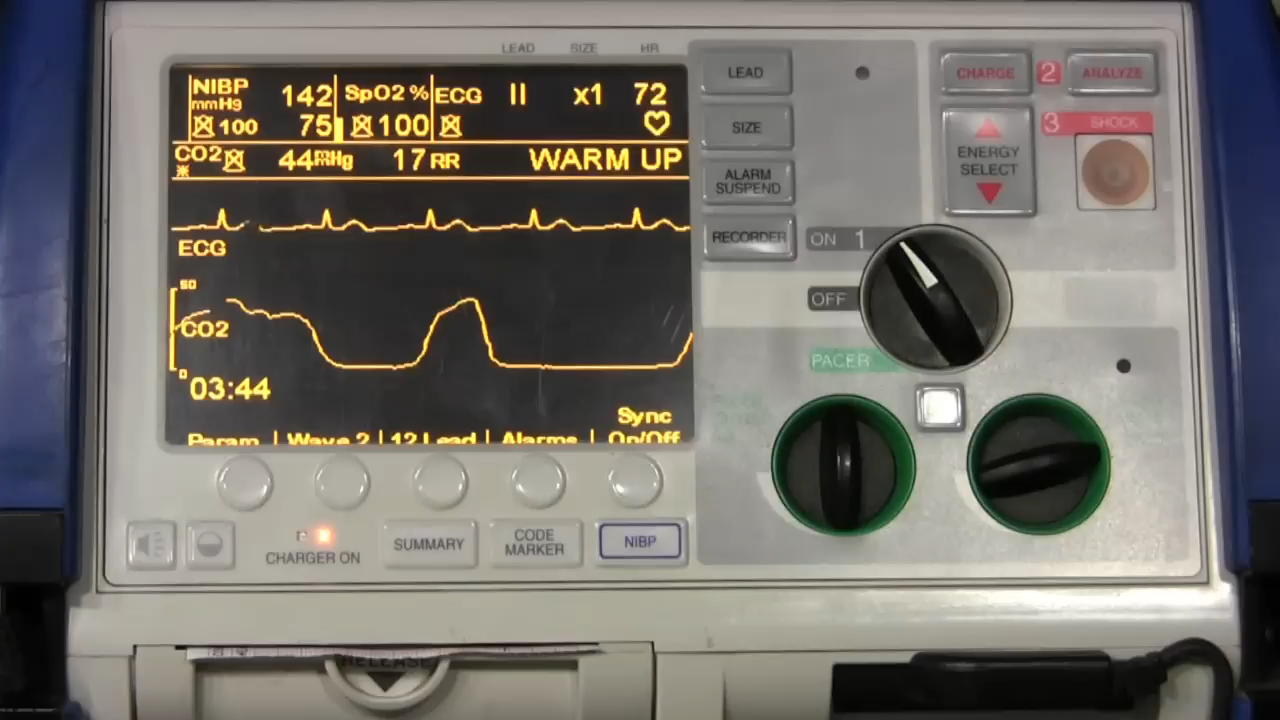 LEAD SIZE HR
NIBP
mmHg
142
75
100
SpO2 %
100
ECG II x1 72
CO2
*
44 mmHg 17 RR WARM UP
ECG
50
CO2
0
03:44
Sync
Param Wave 2 12 Lead Alarms On/Off
LEAD
SIZE
ALARM
SUSPEND
RECORDER
CHARGE 2 ANALYZE
3 SHOCK
ENERGY
SELECT
ON 1
OFF
PACER
CHARGER ON
SUMMARY
CODE
MARKER
NIBP
RELEASE